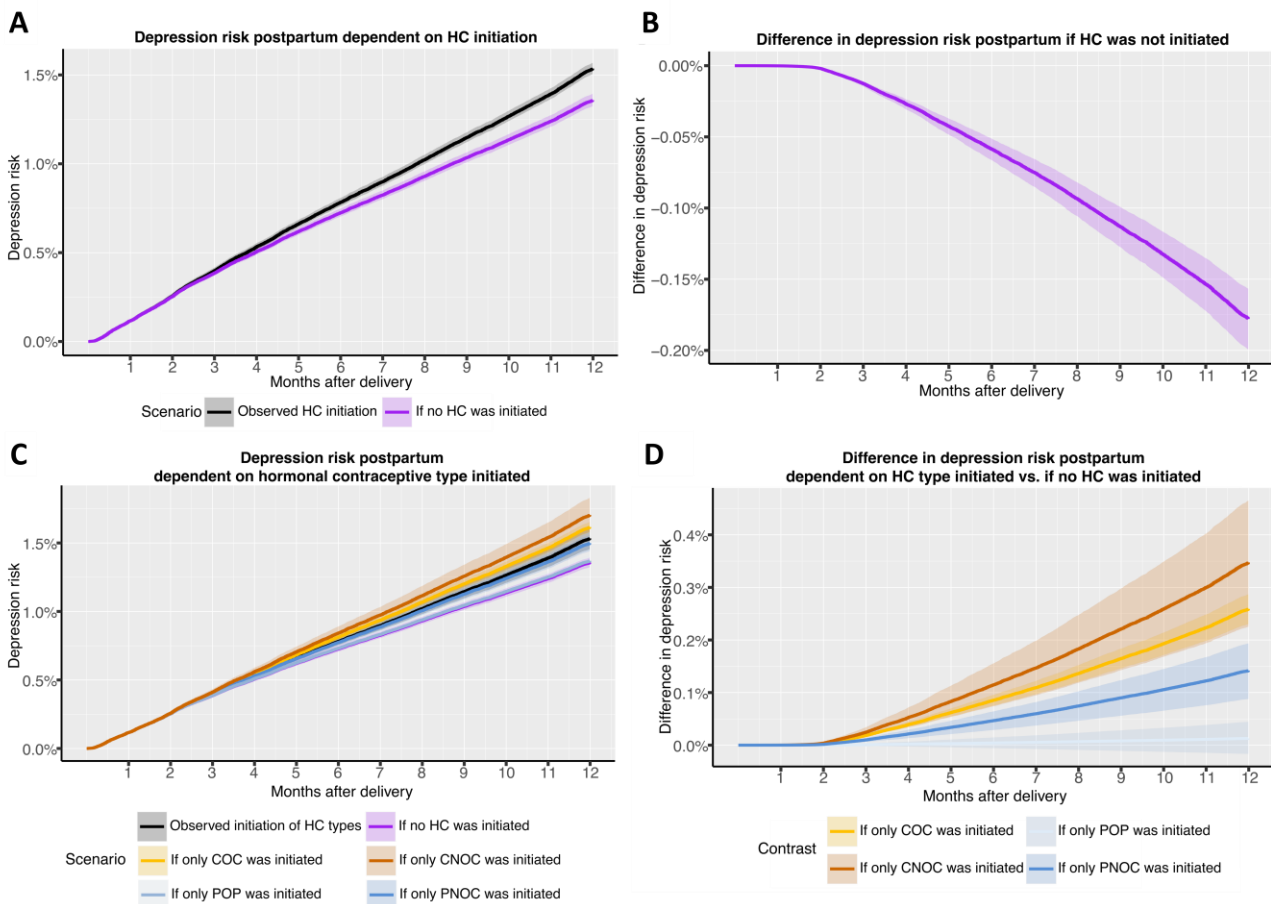 A
Depression risk postpartum dependent on HC initiation
Depression risk
1.5%
1.0%
0.5%
0.0%
1 2 3 4 5 6 7 8 9 10 11 12
Months after delivery
Scenario Observed HC initiation If no HC was initiated
B
Difference in depression risk postpartum if HC was not initiated
Difference in depression risk
0.00%
−0.05%
−0.10%
−0.15%
−0.20%
1 2 3 4 5 6 7 8 9 10 11 12
Months after delivery
C
Depression risk postpartum
dependent on hormonal contraceptive type initiated
Depression risk
1.5%
1.0%
0.5%
0.0%
1 2 3 4 5 6 7 8 9 10 11 12
Months after delivery
Scenario
Observed initiation of HC types If no HC was initiated
If only COC was initiated If only CNOC was initiated
If only POP was initiated If only PNOC was initiated
D
Difference in depression risk postpartum
dependent on HC type initiated vs. if no HC was initiated
Difference in depression risk
0.4%
0.3%
0.2%
0.1%
0.0%
1 2 3 4 5 6 7 8 9 10 11 12
Months after delivery
Contrast
If only COC was initiated If only POP was initiated
If only CNOC was initiated If only PNOC was initiated